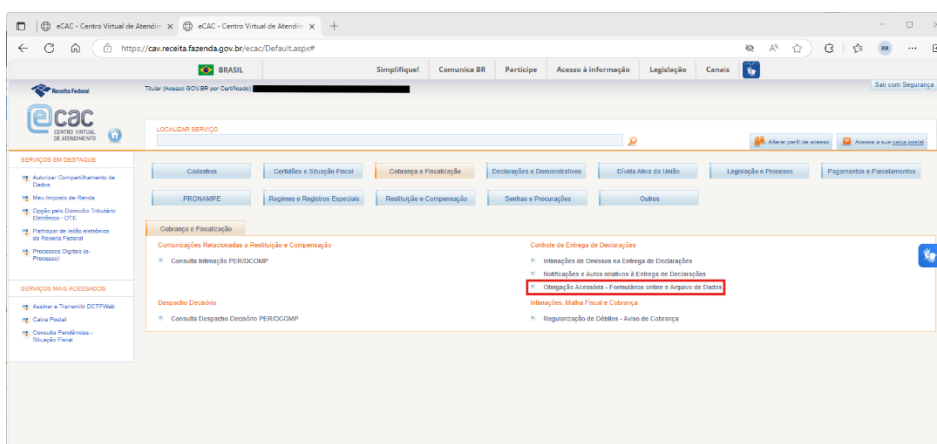 eCAC - Centro Virtual de Atendim
eCAC - Centro Virtual de Atendim
https://cav.receita.fazenda.gov.br/ecac/Default.aspx#
RR
BRASIL
Simplifique!
Comunica BR
Participe
Acesso à informação
Legislação
Canais
Receita Federal
Titular (Acesso GOV.BR por Certificado):
Sair com Segurança
eCAC
CENTRO VIRTUAL
DE ATENDIMENTO
LOCALIZAR SERVIÇO
Alterar perfil de acesso
Acesse a sua caixa postal
SERVIÇOS EM DESTAQUE
Autorizar Compartilhamento de
Dados
Meu Imposto de Renda
Opção pelo Domicílio Tributário
Eletrônico - DTE
Participar de leilão eletrônico
da Receita Federal
Processos Digitais (e-
Processo)
SERVIÇOS MAIS ACESSADOS
Assinar e Transmitir DCTFWeb
Caixa Postal
Consulta Pendências -
Situação Fiscal
Cadastros
Certidões e Situação Fiscal
Cobrança e Fiscalização
Declarações e Demonstrativos
Dívida Ativa da União
Legislação e Processo
Pagamentos e Parcelamentos
PRONAMPE
Regimes e Registros Especiais
Restituição e Compensação
Senhas e Procurações
Outros
Cobrança e Fiscalização
Comunicações Relacionadas a Restituição e Compensação
Consulta Intimação PER/DCOMP
Despacho Decisório
Consulta Despacho Decisório PER/DCOMP
Controle de Entrega de Declarações
Intimações de Omissos na Entrega de Declarações
Notificações e Autos relativos à Entrega de Declarações
Obrigação Acessória - Formulários online e Arquivo de Dados
Intimações, Malha Fiscal e Cobrança
Regularização de Débitos - Aviso de Cobrança